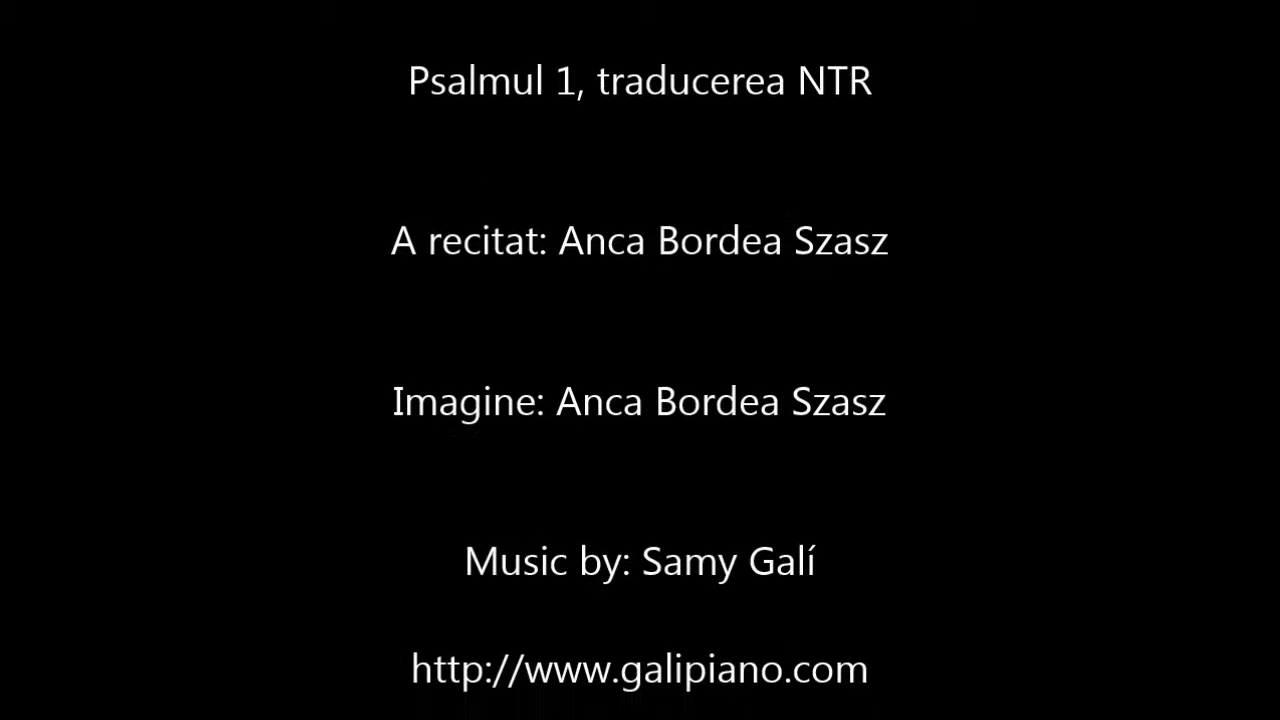 Psalmul 1, traducerea NTR
A recitat: Anca Bordea Szasz
Imagine: Anca Bordea Szasz
Music by: Samy Galí
http://www.galipiano.com